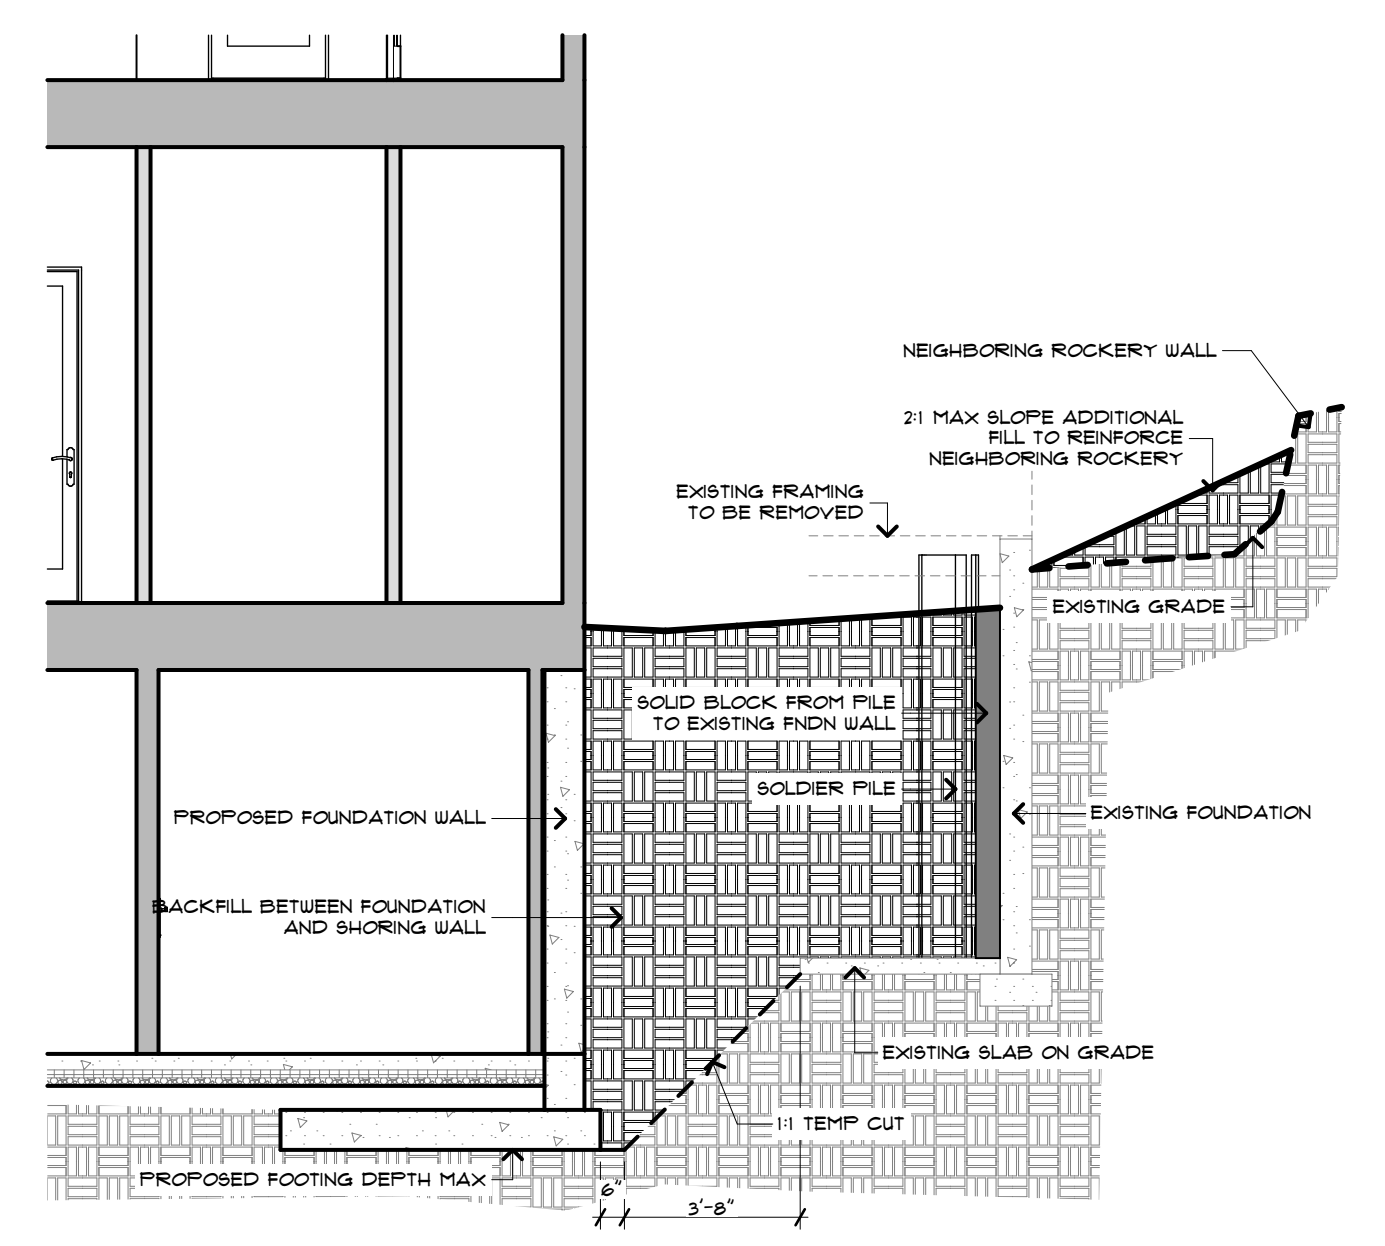 NEIGHBORING ROCKERY WALL
2:1 MAX SLOPE ADDITIONAL
FILL TO REINFORCE
NEIGHBORING ROCKERY
EXISTING FRAMING
TO BE REMOVED
EXISTING GRADE
SOLID BLOCK FROM PILE
TO EXISTING FNDN WALL
SOLDIER PILE
PROPOSED FOUNDATION WALL
EXISTING FOUNDATION
BACKFILL BETWEEN FOUNDATION
AND SHORING WALL
EXISTING SLAB ON GRADE
1:1 TEMP CUT
PROPOSED FOOTING DEPTH MAX
6"
3'-8"